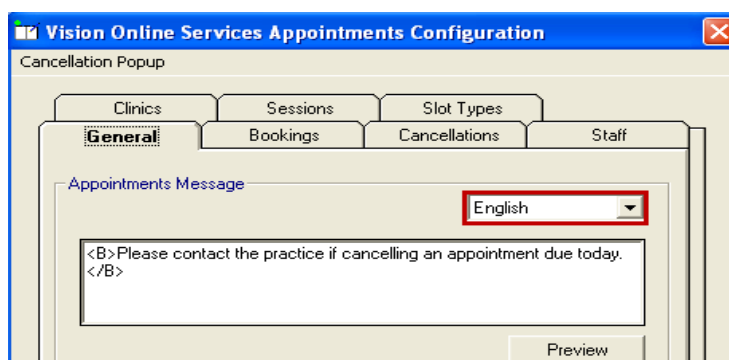 Vision Online Services Appointments Configuration
Cancellation Popup
Clinics Sessions Slot Types
General Bookings Cancellations Staff
Appointments Message
English
<B>Please contact the practice if cancelling an appointment due today.
</B>
Preview